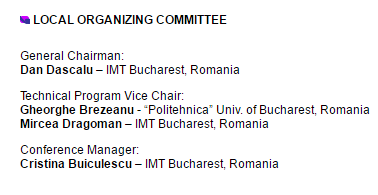 LOCAL ORGANIZING COMMITTEE
General Chairman:
Dan Dascalu – IMT Bucharest, Romania
Technical Program Vice Chair:
Gheorghe Brezeanu - “Politehnica” Univ. of Bucharest, Romania
Mircea Dragoman – IMT Bucharest, Romania
Conference Manager:
Cristina Buiculescu – IMT Bucharest, Romania